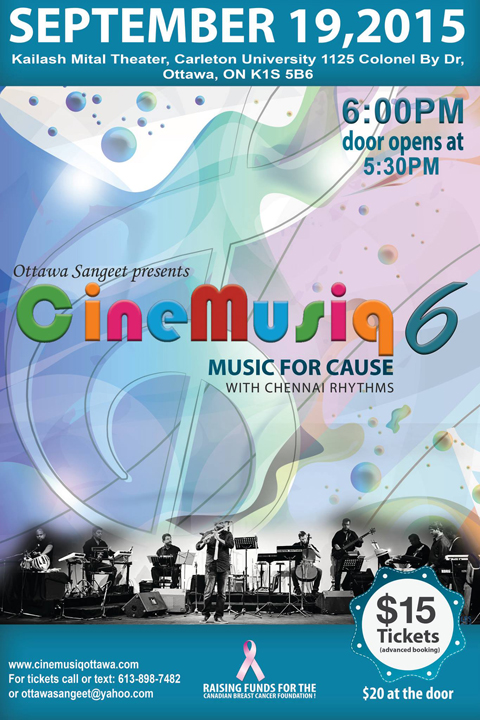 SEPTEMBER 19,2015
Kailash Mital Theater, Carleton University 1125 Colonel By Dr,
Ottawa, ON K1S 5B6
6:00PM
door opens at
5:30PM
Ottawa Sangeet presents
CineMusiq 6
MUSIC FOR CAUSE
WITH CHENNAI RHYTHMS
$15
Tickets
(advanced booking)
$20 at the door
www.cinemusiqottawa.com
For tickets call or text: 613-898-7482
or ottawasangeet@yahoo.com
RAISING FUNDS FOR THE
CANADIAN BREAST CANCER FOUNDATION !